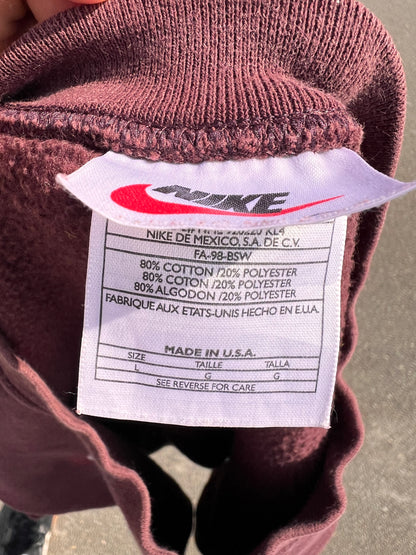 NIKE
NIKE DE MEXICO, S.A. DE C.V.
FA-98-BSW
80% COTTON /20% POLYESTER
80% COTTON /20% POLYESTER
80% ALGODON /20% POLYESTER
FABRIQUE AUX ETATS-UNIS HECHO EN E.U.A.
MADE IN U.S.A.
SIZE TAILLE TALLA
L G G
SEE REVERSE FOR CARE